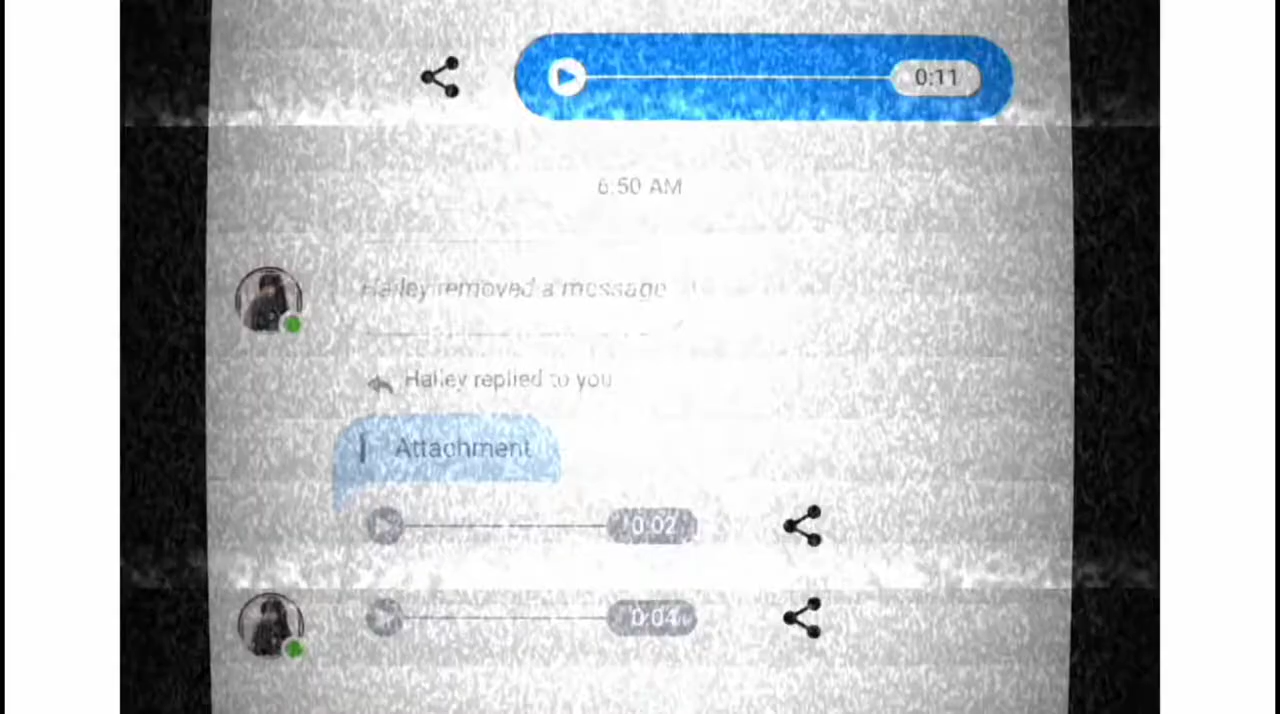 0:11
6:50 AM
Hailey removed a message
Hailey replied to you
Attachment
0:02
0:04